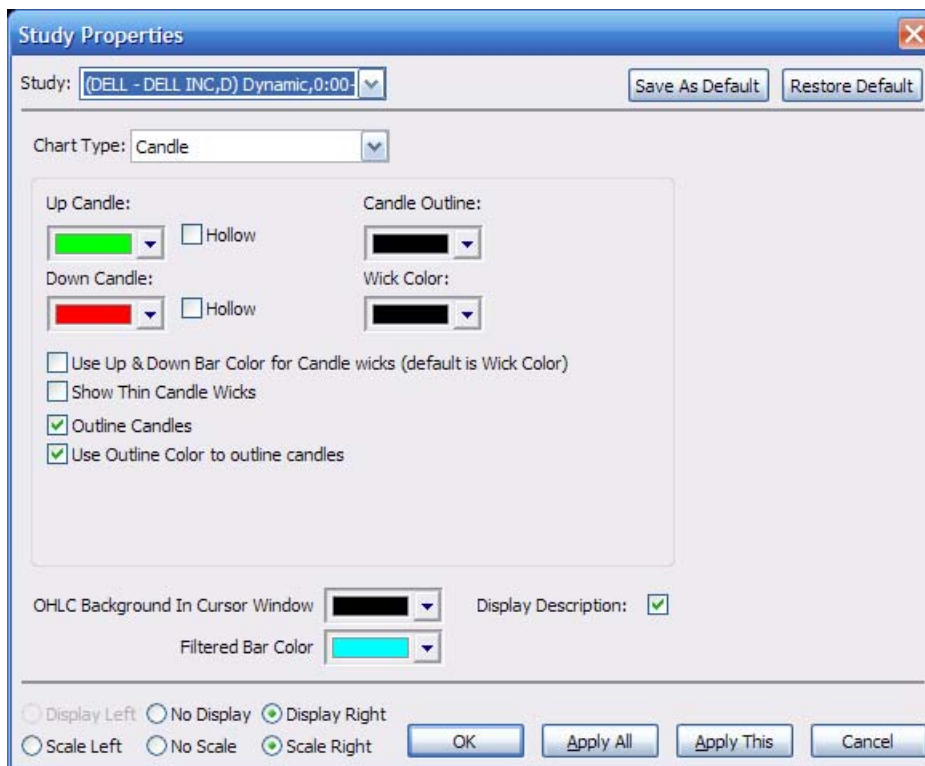 Study Properties
Study: (DELL - DELL INC,D) Dynamic,0:00- Save As Default Restore Default
Chart Type: Candle
Up Candle: Candle Outline:
Hollow
Down Candle: Wick Color:
Hollow
Use Up & Down Bar Color for Candle wicks (default is Wick Color)
Show Thin Candle Wicks
Outline Candles
Use Outline Color to outline candles
OHLC Background In Cursor Window Display Description:
Filtered Bar Color
Display Left No Display Display Right
Scale Left No Scale Scale Right OK Apply All Apply This Cancel